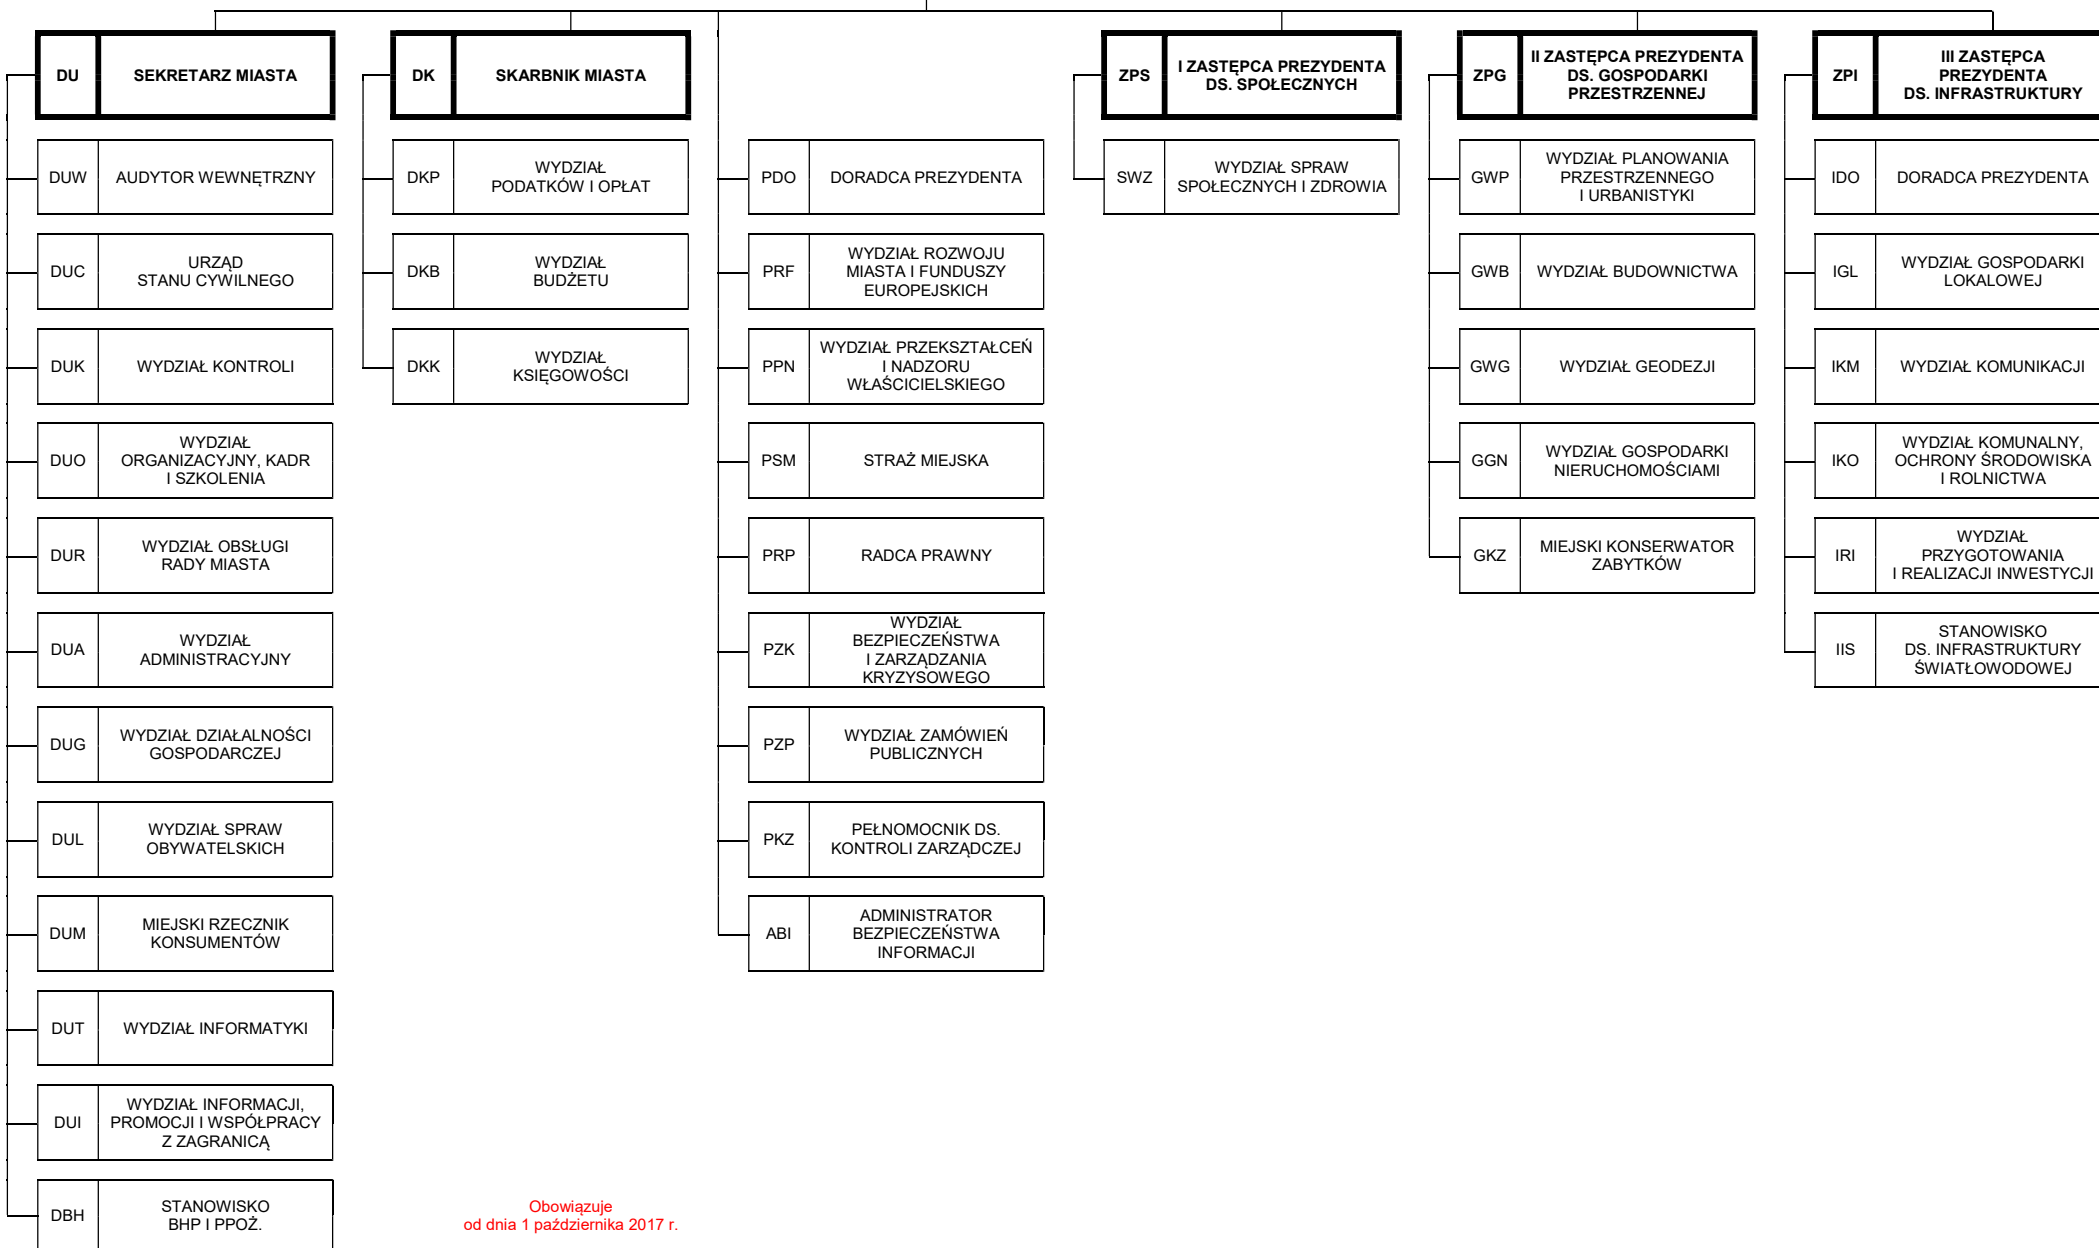 DU
SEKRETARZ MIASTA
DUW
AUDYTOR WEWNĘTRZNY
DUC
URZĄD
STANU CYWILNEGO
DUK
WYDZIAŁ KONTROLI
DUO
WYDZIAŁ
ORGANIZACYJNY, KADR
I SZKOLENIA
DUR
WYDZIAŁ OBSŁUGI
RADY MIASTA
DUA
WYDZIAŁ
ADMINISTRACYJNY
DUG
WYDZIAŁ DZIAŁALNOŚCI
GOSPODARCZEJ
DUL
WYDZIAŁ SPRAW
OBYWATELSKICH
DUM
MIEJSKI RZECZNIK
KONSUMENTÓW
DUT
WYDZIAŁ INFORMATYKI
DUI
WYDZIAŁ INFORMACJI,
PROMOCJI I WSPÓŁPRACY
Z ZAGRANICĄ
DBH
STANOWISKO
BHP I PPOŻ.
DK
SKARBNIK MIASTA
DKP
WYDZIAŁ
PODATKÓW I OPŁAT
DKB
WYDZIAŁ
BUDŻETU
DKK
WYDZIAŁ
KSIĘGOWOŚCI
PDO
DORADCA PREZYDENTA
PRF
WYDZIAŁ ROZWOJU
MIASTA I FUNDUSZY
EUROPEJSKICH
PPN
WYDZIAŁ PRZEKSZTAŁCEŃ
I NADZORU
WŁAŚCICIELSKIEGO
PSM
STRAŻ MIEJSKA
PRP
RADCA PRAWNY
PZK
WYDZIAŁ
BEZPIECZEŃSTWA
I ZARZĄDZANIA
KRYZYSOWEGO
PZP
WYDZIAŁ ZAMÓWIEŃ
PUBLICZNYCH
PKZ
PEŁNOMOCNIK DS.
KONTROLI ZARZĄDCZEJ
ABI
ADMINISTRATOR
BEZPIECZEŃSTWA
INFORMACJI
ZPS
I ZASTĘPCA PREZYDENTA
DS. SPOŁECZNYCH
SWZ
WYDZIAŁ SPRAW
SPOŁECZNYCH I ZDROWIA
ZPG
II ZASTĘPCA PREZYDENTA
DS. GOSPODARKI
PRZESTRZENNEJ
GWP
WYDZIAŁ PLANOWANIA
PRZESTRZENNEGO
I URBANISTYKI
GWB
WYDZIAŁ BUDOWNICTWA
GWG
WYDZIAŁ GEODEZJI
GGN
WYDZIAŁ GOSPODARKI
NIERUCHOMOŚCIAMI
GKZ
MIEJSKI KONSERWATOR
ZABYTKÓW
ZPI
III ZASTĘPCA
PREZYDENTA
DS. INFRASTRUKTURY
IDO
DORADCA PREZYDENTA
IGL
WYDZIAŁ GOSPODARKI
LOKALOWEJ
IKM
WYDZIAŁ KOMUNIKACJI
IKO
WYDZIAŁ KOMUNALNY,
OCHRONY ŚRODOWISKA
I ROLNICTWA
IRI
WYDZIAŁ
PRZYGOTOWANIA
I REALIZACJI INWESTYCJI
IIS
STANOWISKO
DS. INFRASTRUKTURY
ŚWIATŁOWODOWEJ
Obowiązuje
od dnia 1 października 2017 r.